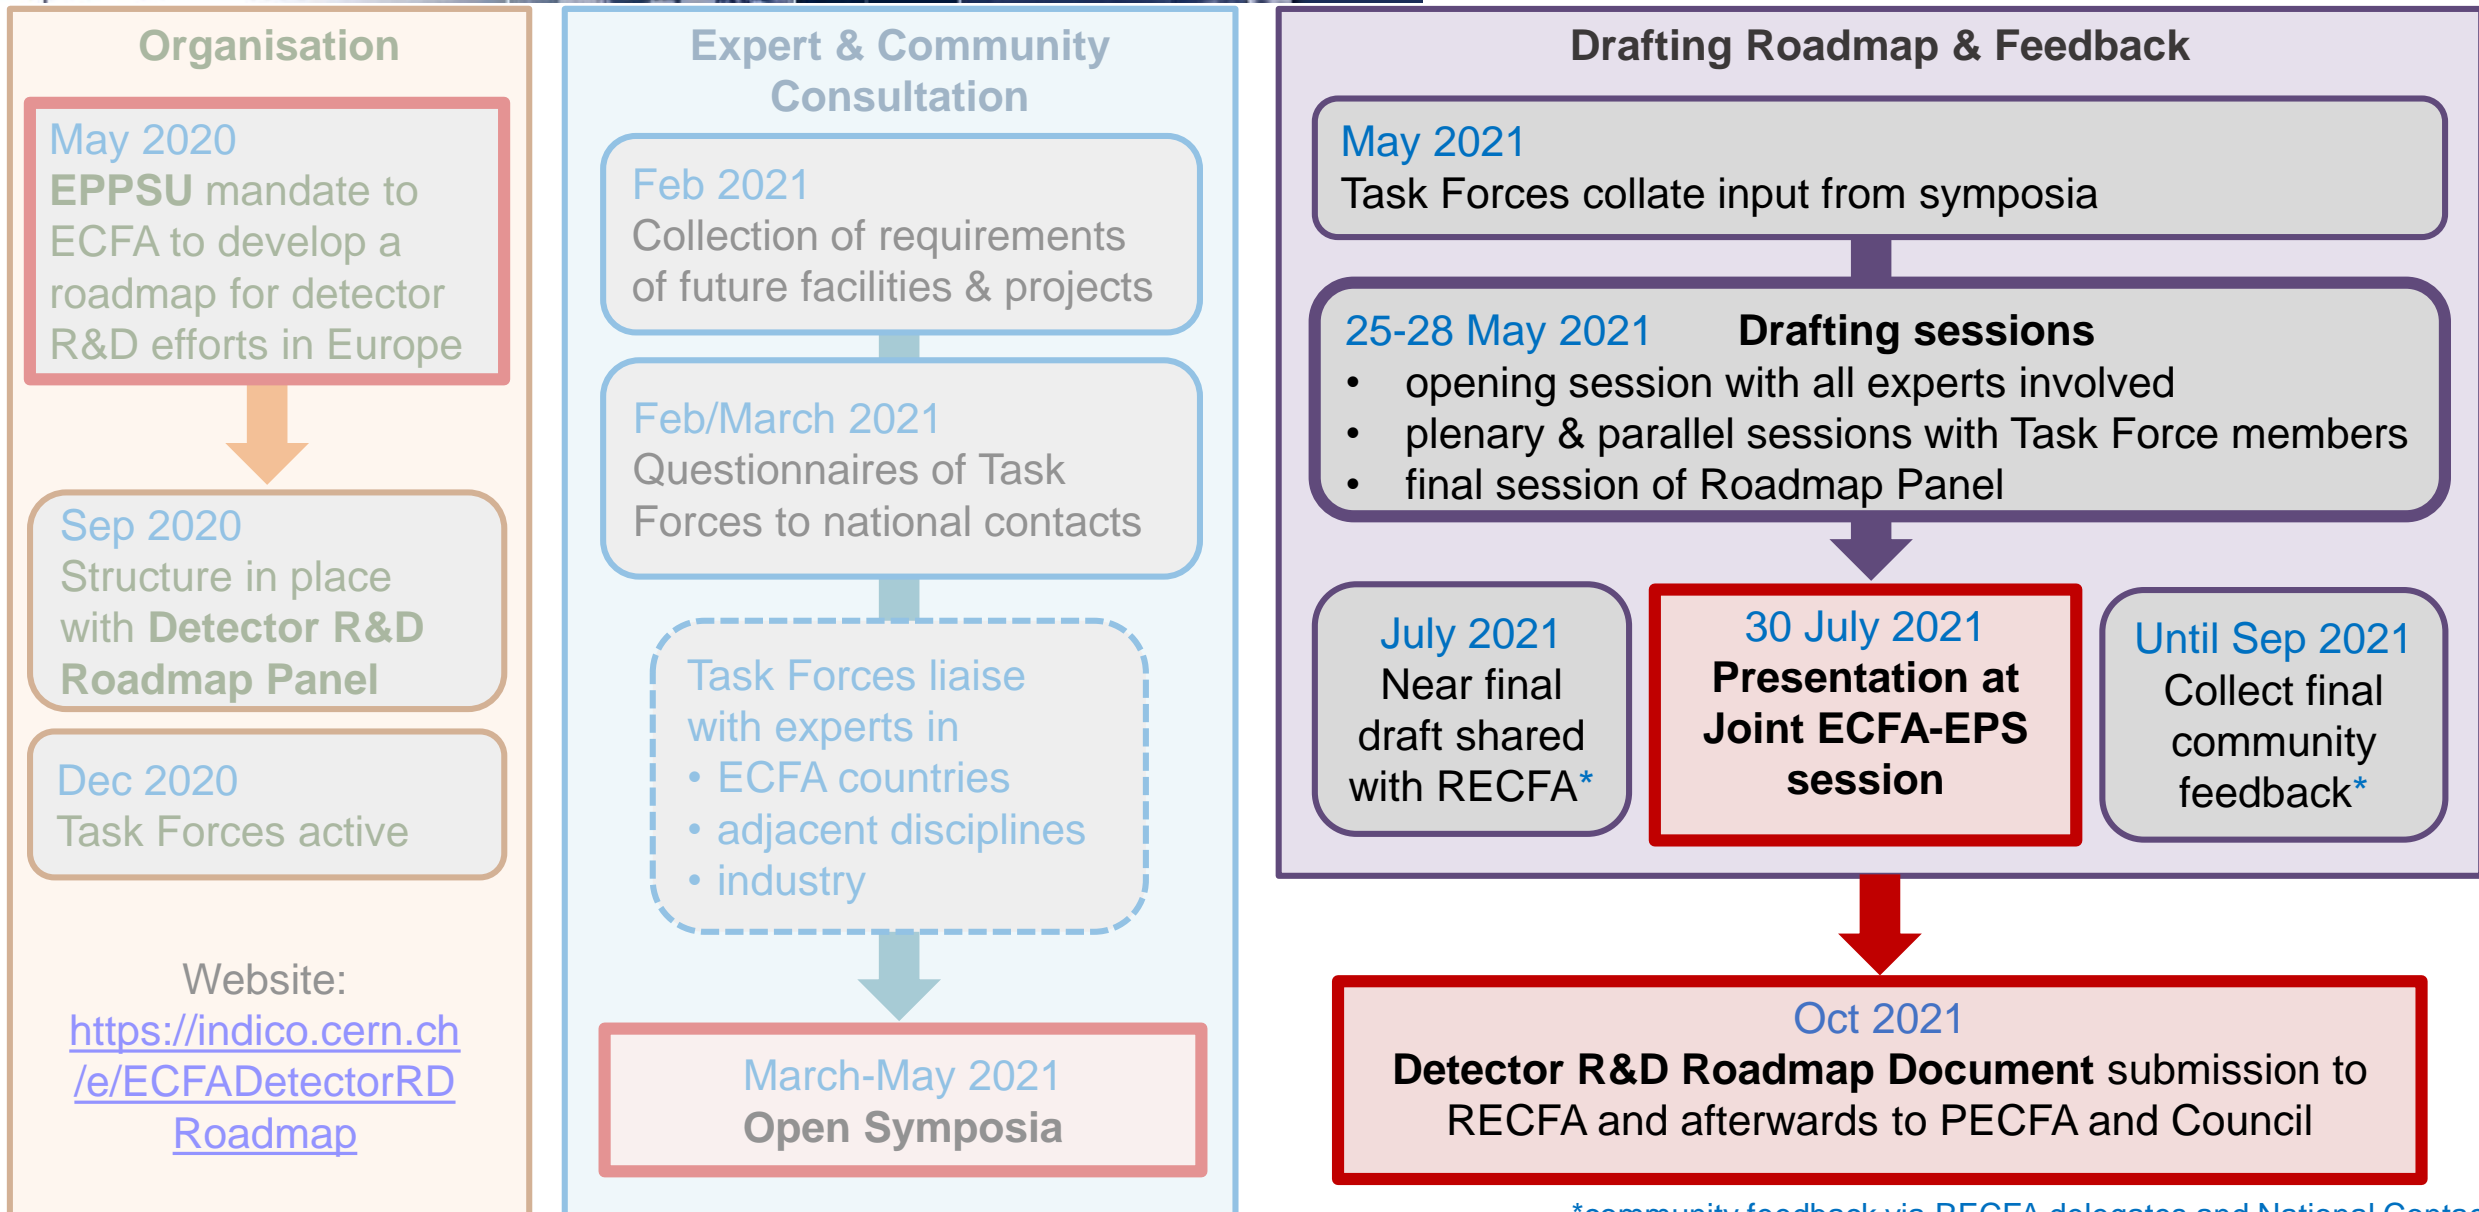 Organisation
May 2020
EPPSU mandate to
ECFA to develop a
roadmap for detector
R&D efforts in Europe
Sep 2020
Structure in place
with Detector R&D
Roadmap Panel
Dec 2020
Task Forces active
Website:
https://indico.cern.ch
/e/ECFADetectorRD
Roadmap
Expert & Community
Consultation
Feb 2021
Collection of requirements
of future facilities & projects
Feb/March 2021
Questionnaires of Task
Forces to national contacts
Task Forces liaise
with experts in
• ECFA countries
• adjacent disciplines
• industry
March-May 2021
Open Symposia
Drafting Roadmap & Feedback
May 2021
Task Forces collate input from symposia
25-28 May 2021 Drafting sessions
• opening session with all experts involved
• plenary & parallel sessions with Task Force members
• final session of Roadmap Panel
July 2021
Near final
draft shared
with RECFA*
30 July 2021
Presentation at
Joint ECFA-EPS
session
Until Sep 2021
Collect final
community
feedback*
Oct 2021
Detector R&D Roadmap Document submission to
RECFA and afterwards to PECFA and Council
*community feedback via RECFA delegates and National